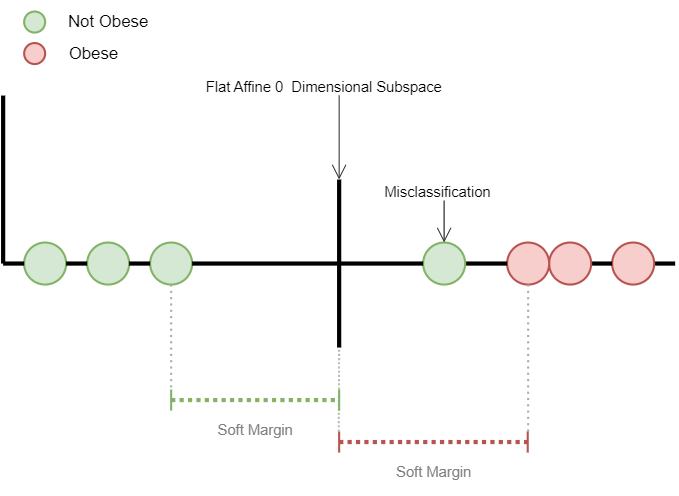 Not Obese
Obese
Flat Affine 0 Dimensional Subspace
Misclassification
Soft Margin
Soft Margin